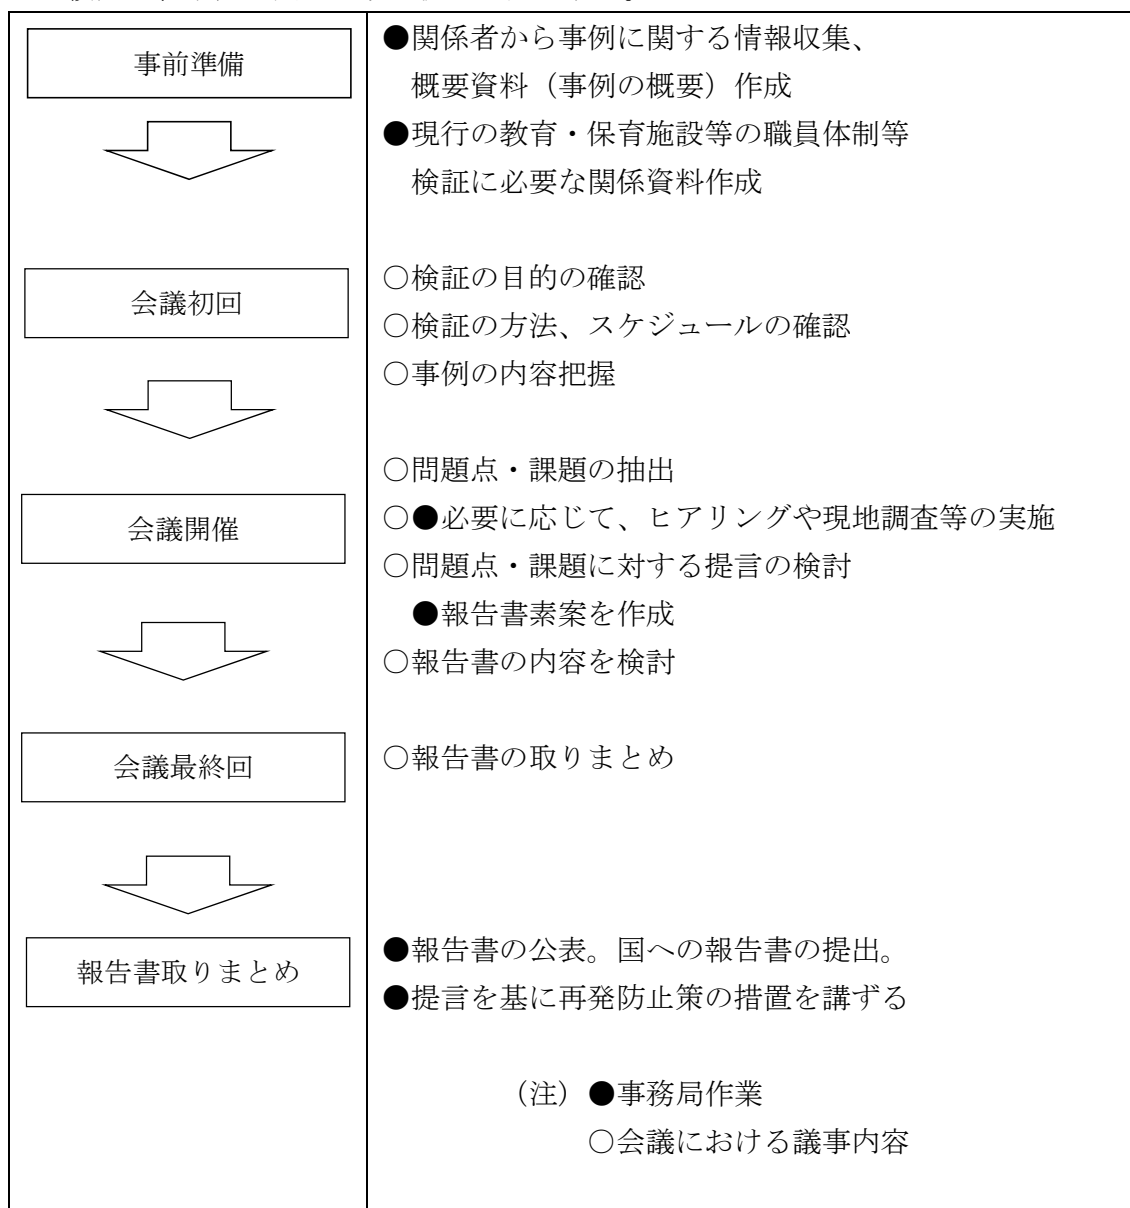 事前準備
●関係者から事例に関する情報収集、
概要資料（事例の概要）作成
●現行の教育・保育施設等の職員体制等
検証に必要な関係資料作成
会議初回
○検証の目的の確認
○検証の方法、スケジュールの確認
○事例の内容把握
会議開催
○問題点・課題の抽出
○●必要に応じて、ヒアリングや現地調査等の実施
○問題点・課題に対する提言の検討
●報告書素案を作成
○報告書の内容を検討
会議最終回
○報告書の取りまとめ
報告書取りまとめ
●報告書の公表。国への報告書の提出。
●提言を基に再発防止策の措置を講ずる
（注）●事務局作業
○会議における議事内容